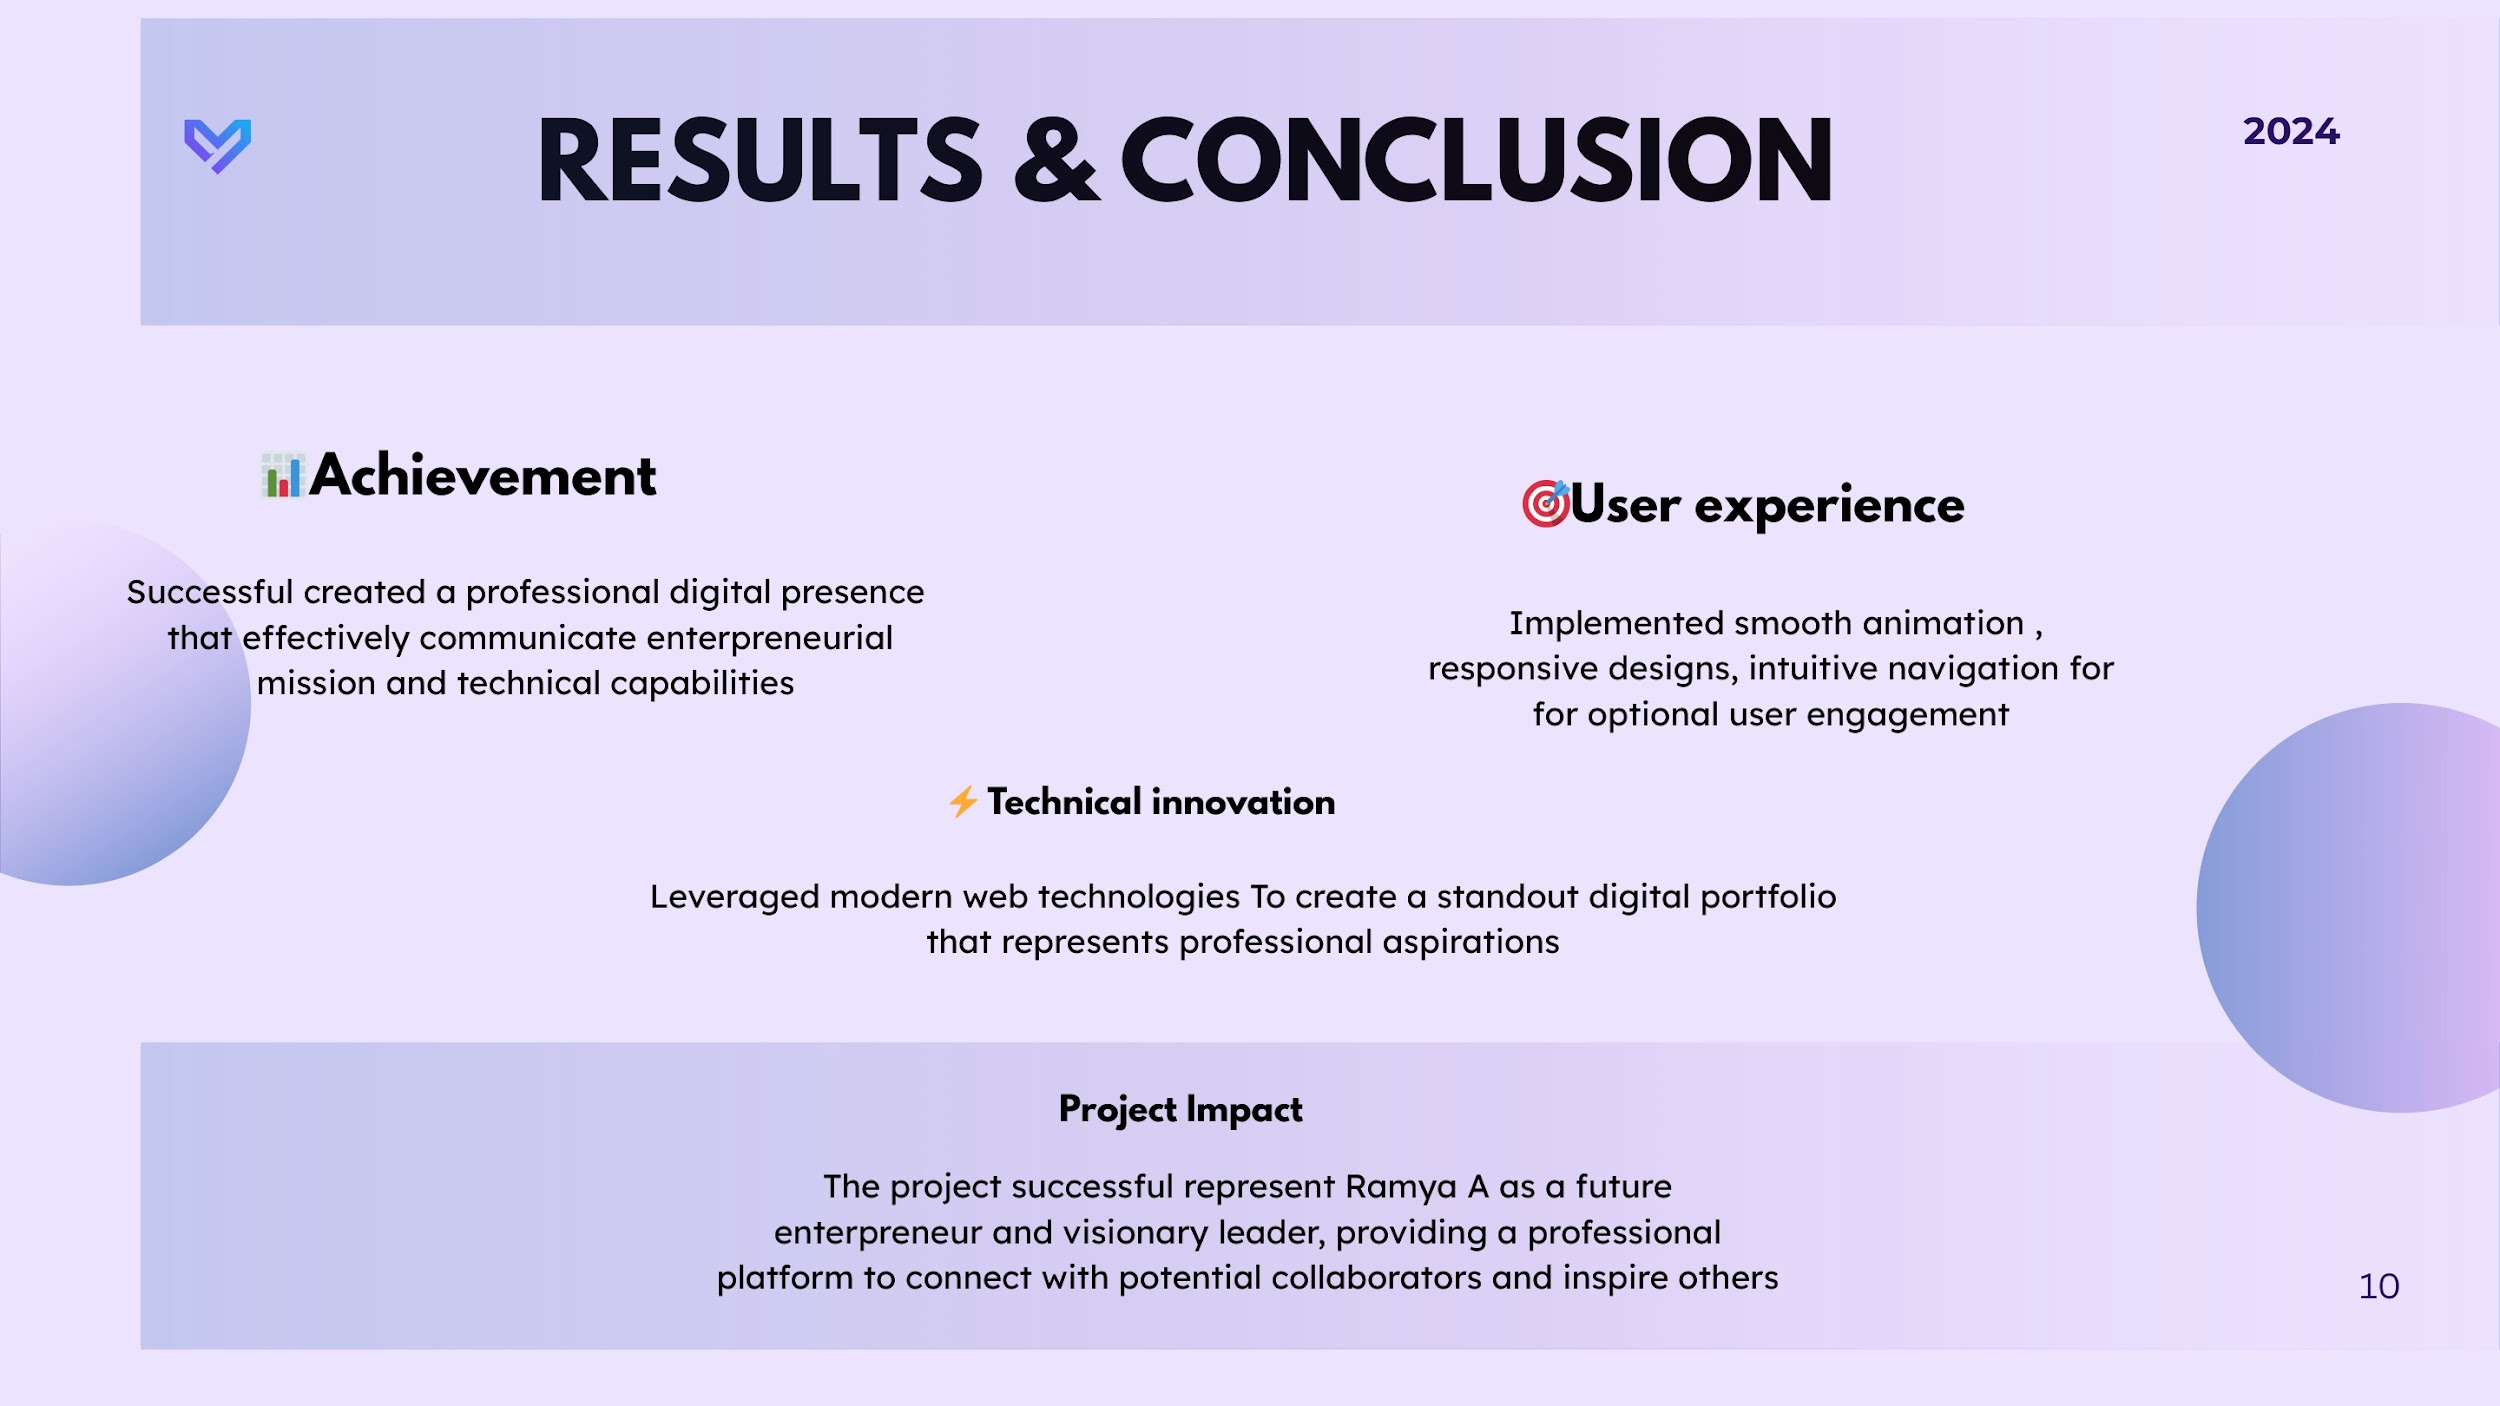 RESULTS & CONCLUSION
2024
Achievement
Successful created a professional digital presence
that effectively communicate enterpreneurial
mission and technical capabilities
User experience
Implemented smooth animation ,
responsive designs, intuitive navigation for
for optional user engagement
Technical innovation
Leveraged modern web technologies To create a standout digital portfolio
that represents professional aspirations
Project Impact
The project successful represent Ramya A as a future
enterpreneur and visionary leader, providing a professional
platform to connect with potential collaborators and inspire others
10